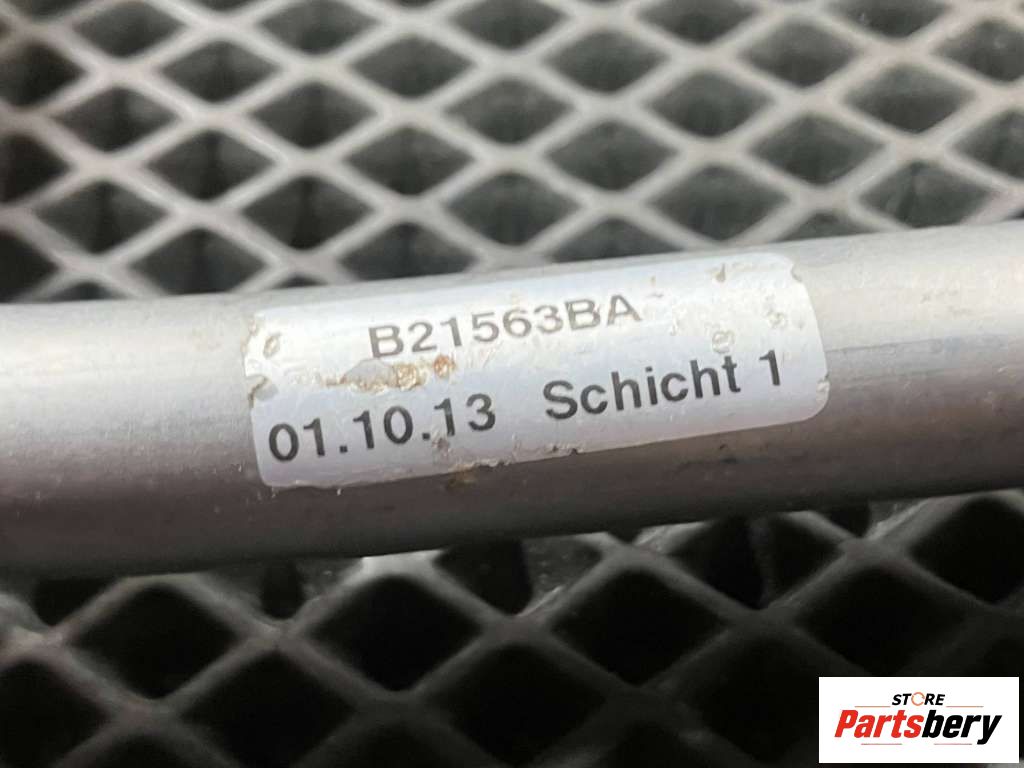 B21563BA
01.10.13 Schicht 1
STORE
Partsbery